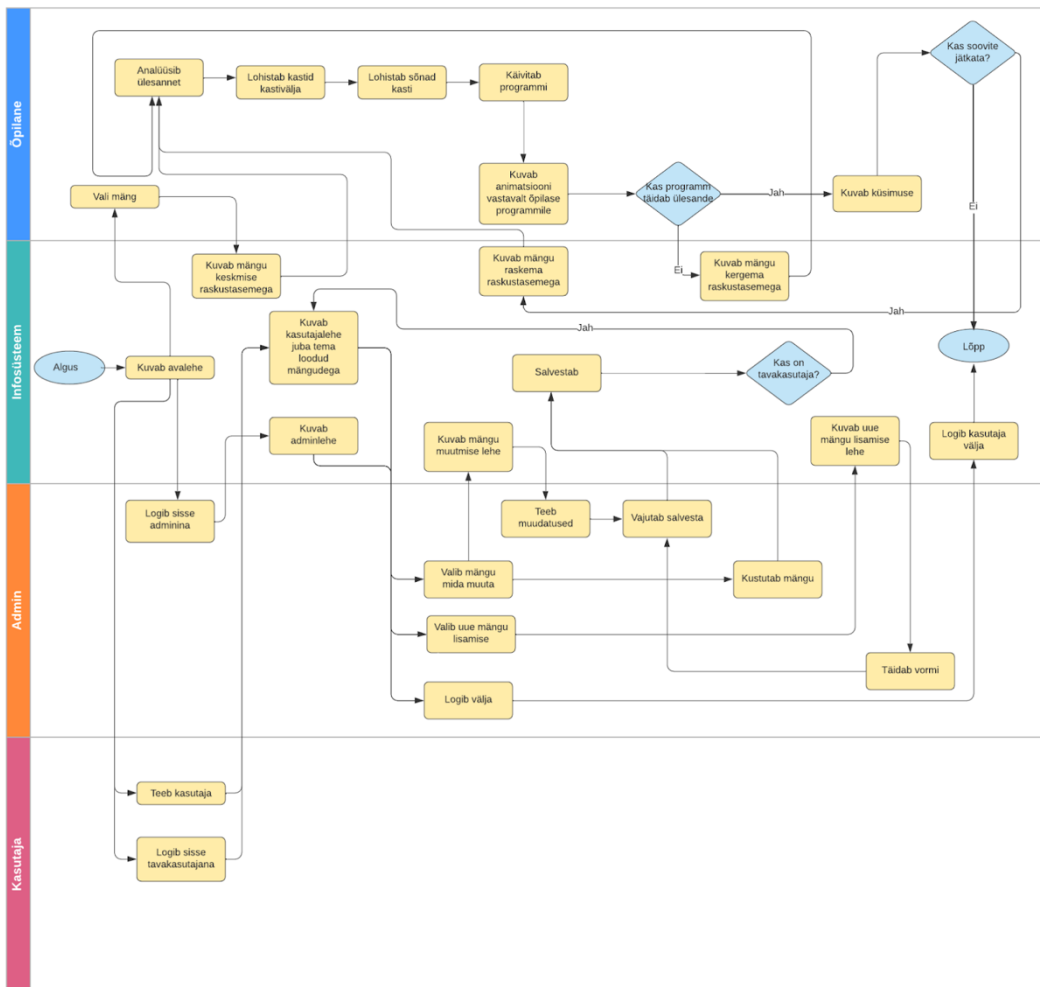 Õpilane
Analüüsib
ülesannet
Lohistab kastid
kastivälja
Lohistab sõnad
kasti
Käivitab
programmi
Kas soovite
jätkata?
Vali mäng
Kuvab
animatsiooni
vastavalt õpilase
programmile
Kas programm
täidab ülesande
Jah
Kuvab küsimuse
Ei
Infosüsteem
Kuvab mängu
keskmise
raskustasemega
Kuvab mängu
raskema
raskustasemega
Ei
Kuvab mängu
kergema
raskustasemega
Jah
Kuvab
kasutajalehe
juba tema
loodud
mängudega
Jah
Algus
Kuvab avalehe
Salvestab
Kas on
tavakasutaja?
Lõpp
Kuvab
adminlehe
Kuvab mängu
muutmise lehe
Kuvab uue
mängu lisamise
lehe
Logib kasutaja
välja
Admin
Logib sisse
adminina
Teeb
muudatused
Vajutab salvesta
Valib mängu
mida muuta
Kustutab mängu
Valib uue mängu
lisamise
Täidab vormi
Logib välja
Kasutaja
Teeb kasutaja
Logib sisse
tavakasutajana